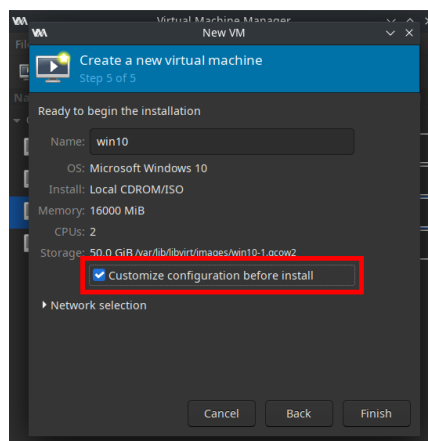 Virtual Machine Manager
New VM
File
Create a new virtual machine
Step 5 of 5
Na
Ready to begin the installation
Name: win10
OS: Microsoft Windows 10
Install: Local CDROM/ISO
Memory: 16000 MiB
CPUs: 2
Storage: 50.0 GiB /var/lib/libvirt/images/win10-1.qcow2
Customize configuration before install
Network selection
Cancel Back Finish